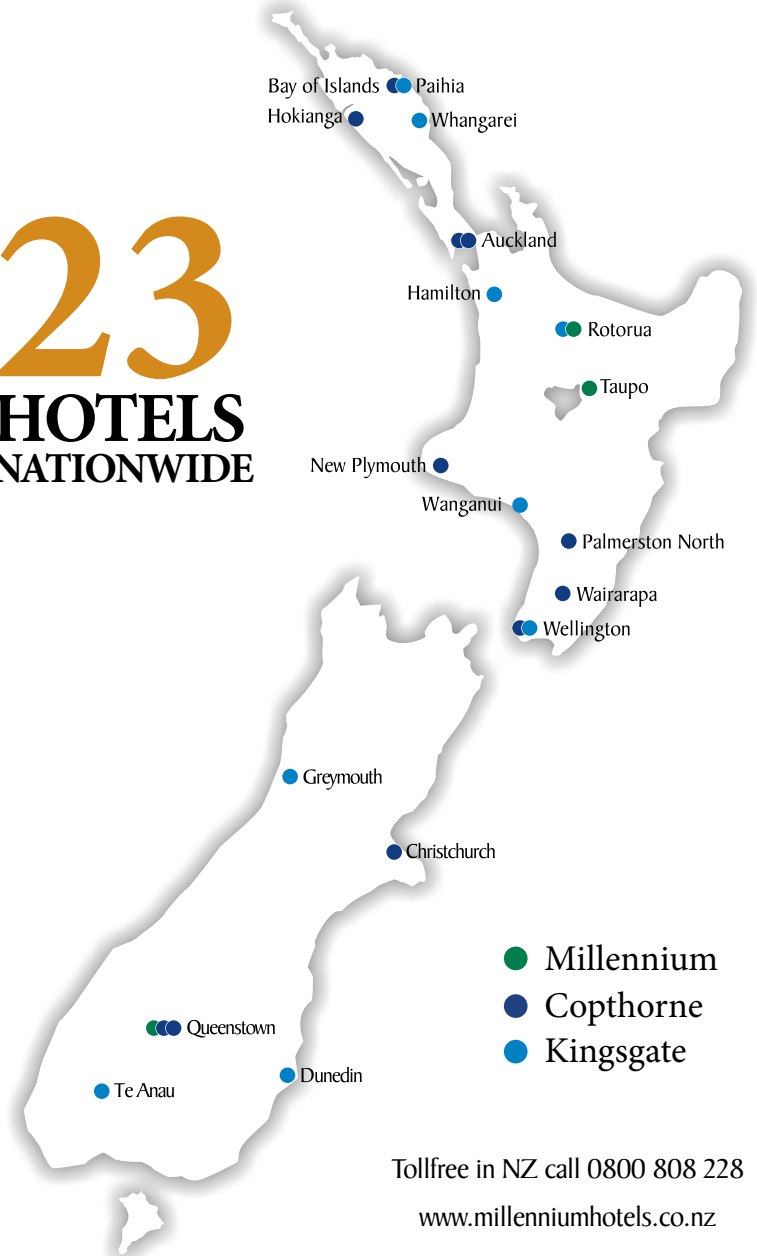 Bay of Islands Paihia
Hokianga Whangarei
23
HOTELS
NATIONWIDE
Auckland
Hamilton
Rotorua
Taupo
New Plymouth
Wanganui
Palmerston North
Wairarapa
Wellington
Greymouth
Christchurch
Millennium
Copthorne
Kingsgate
Queenstown
Dunedin
Te Anau
Tollfree in NZ call 0800 808 228
www.millenniumhotels.co.nz